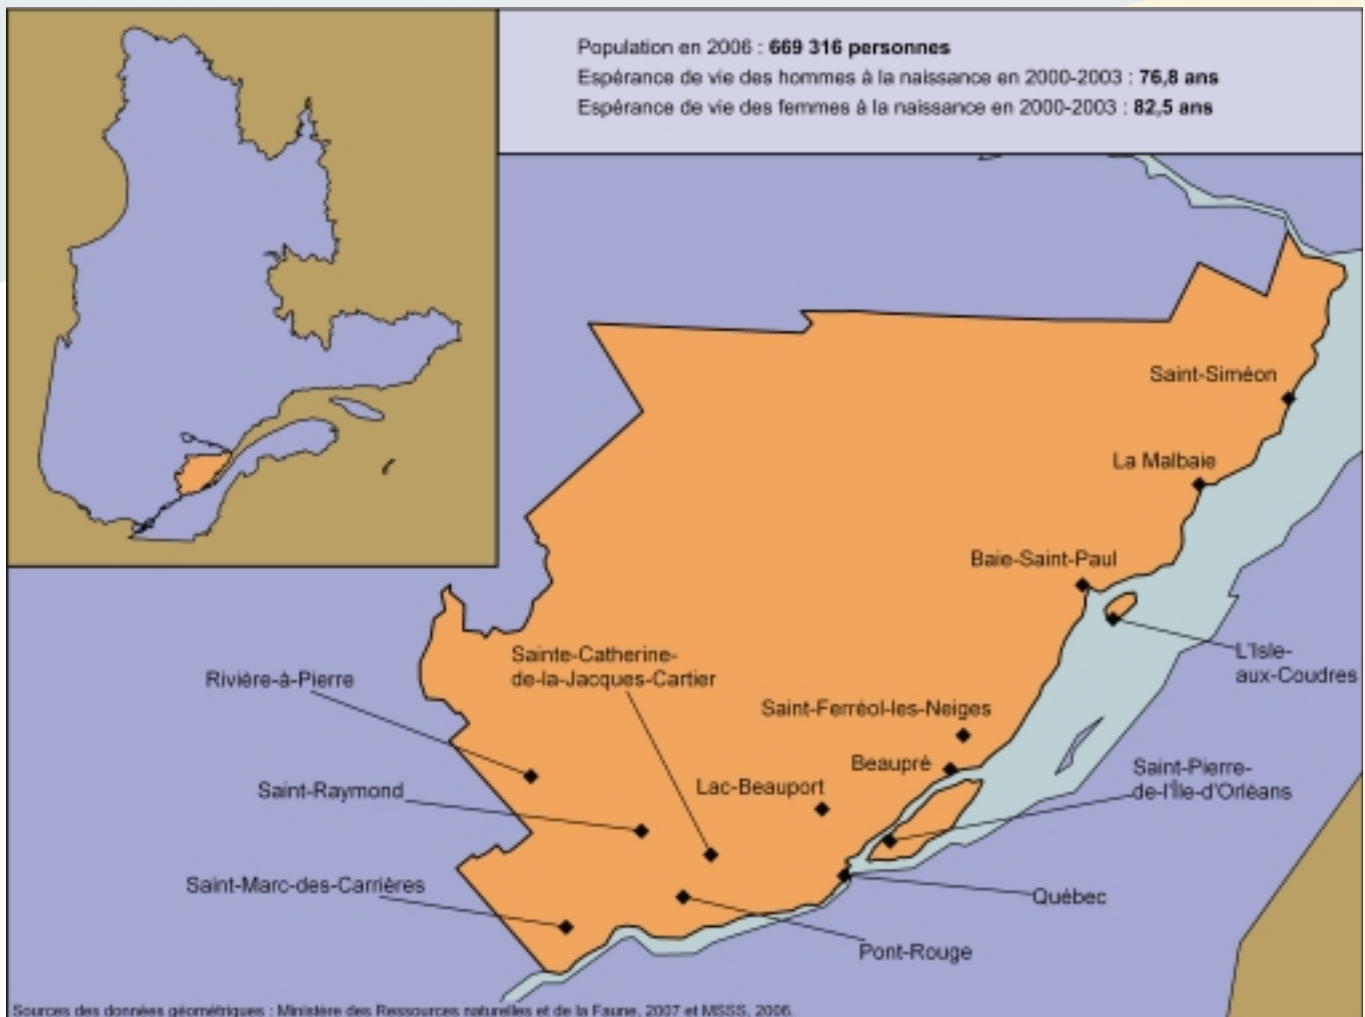 Population en 2006 : 669 316 personnes
Espérance de vie des hommes à la naissance en 2000-2003 : 76,8 ans
Espérance de vie des femmes à la naissance en 2000-2003 : 82,5 ans
Saint-Siméon
La Malbaie
Baie-Saint-Paul
L'Isle-
aux-Coudres
Sainte-Catherine-
de-la-Jacques-Cartier
Rivière-à-Pierre
Saint-Ferréol-les-Neiges
Beaupré
Saint-Pierre-
de-l'Île-d'Orléans
Lac-Beauport
Saint-Raymond
Saint-Marc-des-Carrières
Québec
Pont-Rouge
Sources des données géométriques : Ministère des Ressources naturelles et de la Faune, 2007 et MSSS, 2006.